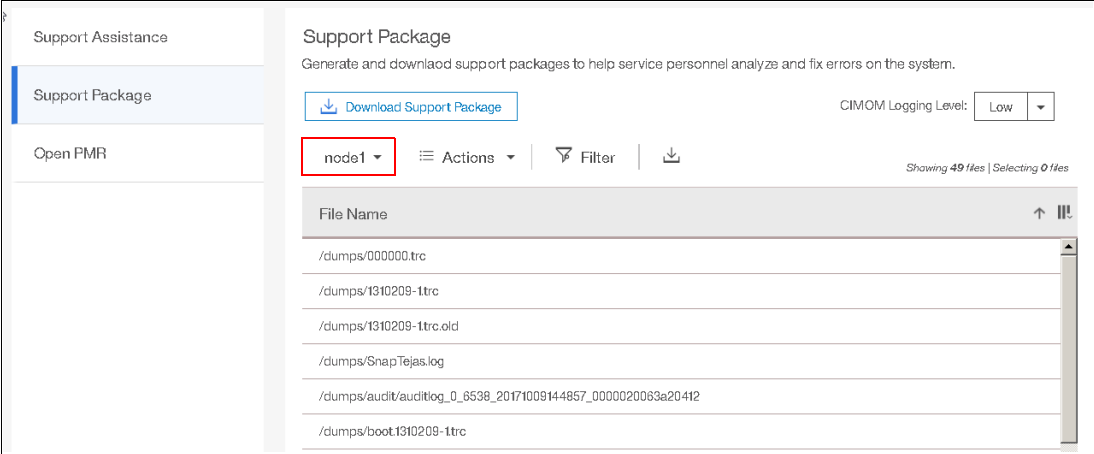 Support Assistance
Support Package
Open PMR
Support Package
Generate and downlaod support packages to help service personnel analyze and fix errors on the system.
Download Support Package
CIMOM Logging Level: Low
node1 Actions Filter
Showing 49 files | Selecting 0 files
File Name
/dumps/000000.trc
/dumps/1310209-1.trc
/dumps/1310209-1.trc.old
/dumps/SnapTejas.log
/dumps/audit/auditlog_0_6538_20171009144857_0000020063a20412
/dumps/boot.1310209-1.trc